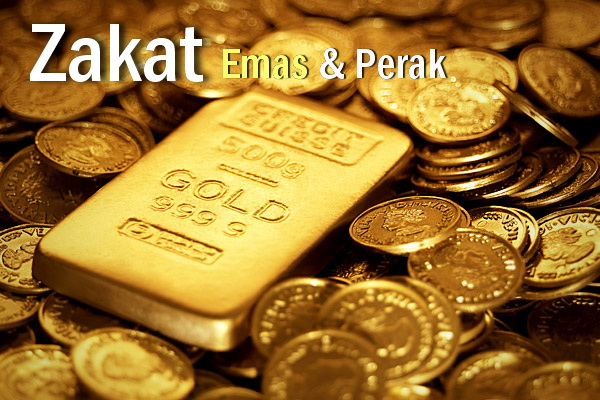 Zakat Emas & Perak
CREDIT
SUISSE
500g
GOLD
999 9